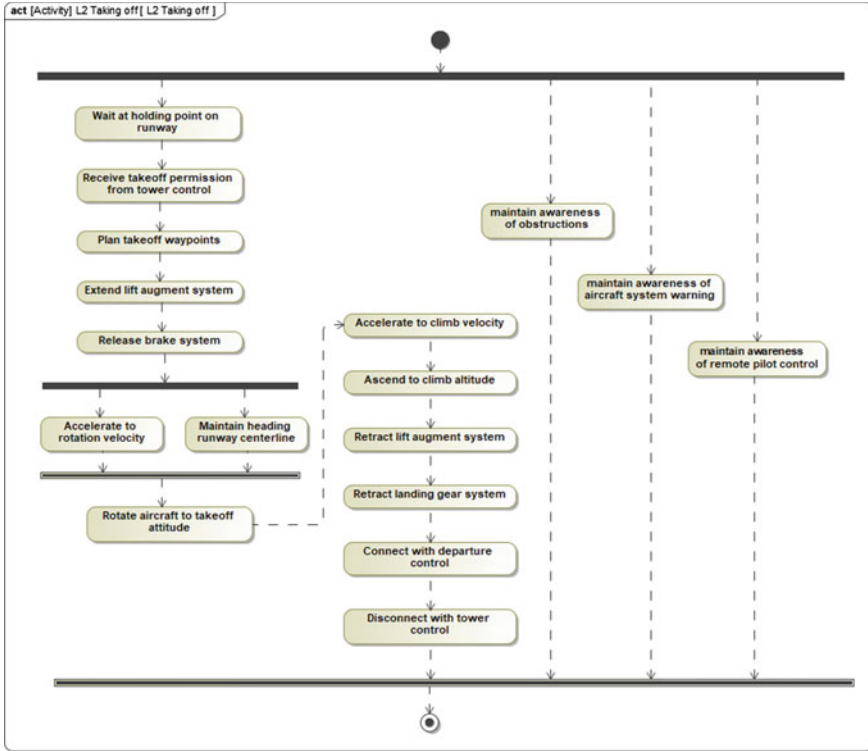 act [Activity] L2 Taking off[ L2 Taking off ]
Wait at holding point on
runway
Receive takeoff permission
from tower control
Plan takeoff waypoints
Extend lift augment system
Release brake system
Accelerate to
rotation velocity
Maintain heading
runway centerline
Rotate aircraft to takeoff
attitude
Accelerate to climb velocity
Ascend to climb altitude
Retract lift augment system
Retract landing gear system
Connect with departure
control
Disconnect with tower
control
maintain awareness
of obstructions
maintain awareness of
aircraft system warning
maintain awareness
of remote pilot control